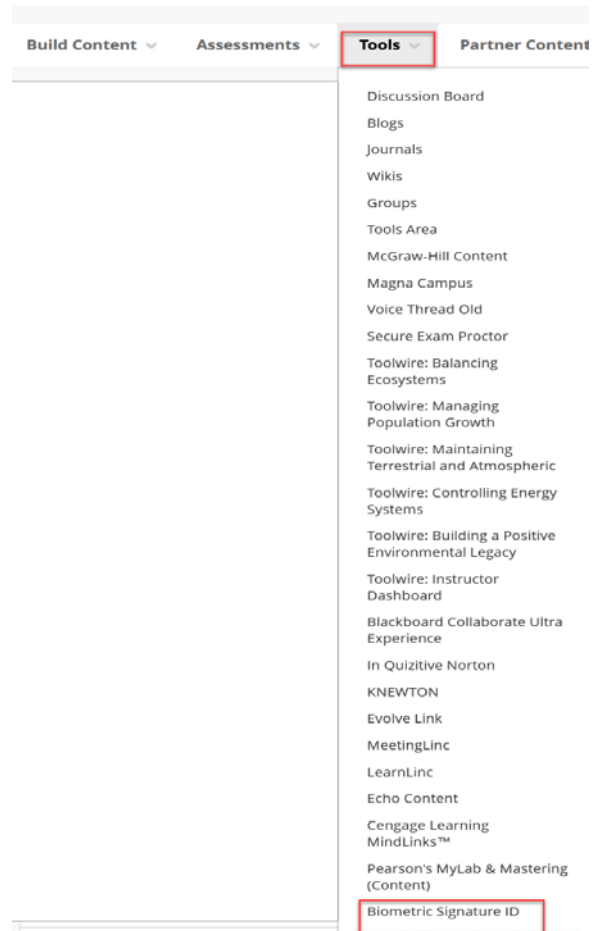 Build Content Assessments Tools Partner Content
Discussion Board
Blogs
Journals
Wikis
Groups
Tools Area
McGraw-Hill Content
Magna Campus
Voice Thread Old
Secure Exam Proctor
Toolwire: Balancing
Ecosystems
Toolwire: Managing
Population Growth
Toolwire: Maintaining
Terrestrial and Atmospheric
Toolwire: Controlling Energy
Systems
Toolwire: Building a Positive
Environmental Legacy
Toolwire: Instructor
Dashboard
Blackboard Collaborate Ultra
Experience
In Quizitive Norton
KNEWTON
Evolve Link
MeetingLinc
LearnLinc
Echo Content
Cengage Learning
MindLinks™
Pearson's MyLab & Mastering
(Content)
Biometric Signature ID